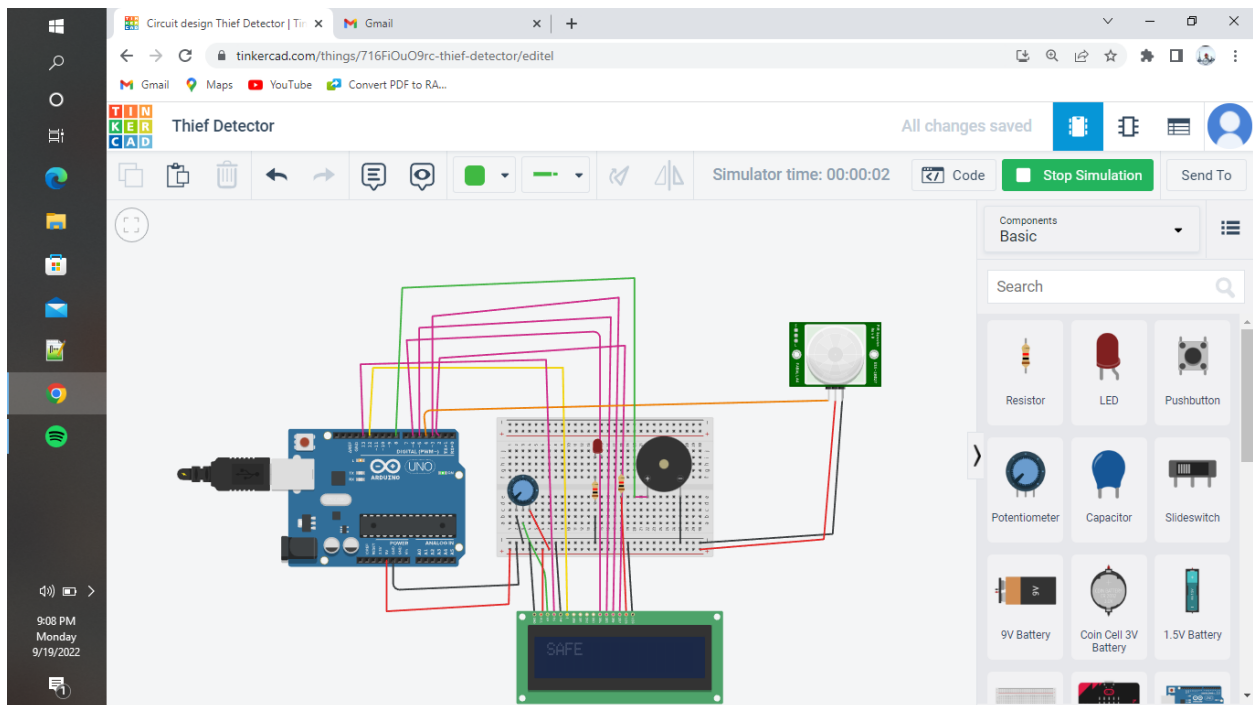 Circuit design Thief Detector | Tin
Gmail
tinkercad.com/things/716FiOuO9rc-thief-detector/editel
Gmail
Maps
YouTube
Convert PDF to RA...
TIN
KER
CAD
Thief Detector
All changes saved
Simulator time: 00:00:02
Code
Stop Simulation
Send To
Components
Basic
Search
Resistor
LED
Pushbutton
Potentiometer
Capacitor
Slideswitch
9V
9V Battery
Coin Cell 3V
Battery
1.5V Battery
DIGITAL (PWM~)
UNO
ARDUINO
POWER
ANALOG IN
SAFE
9:08 PM
Monday
9/19/2022
1